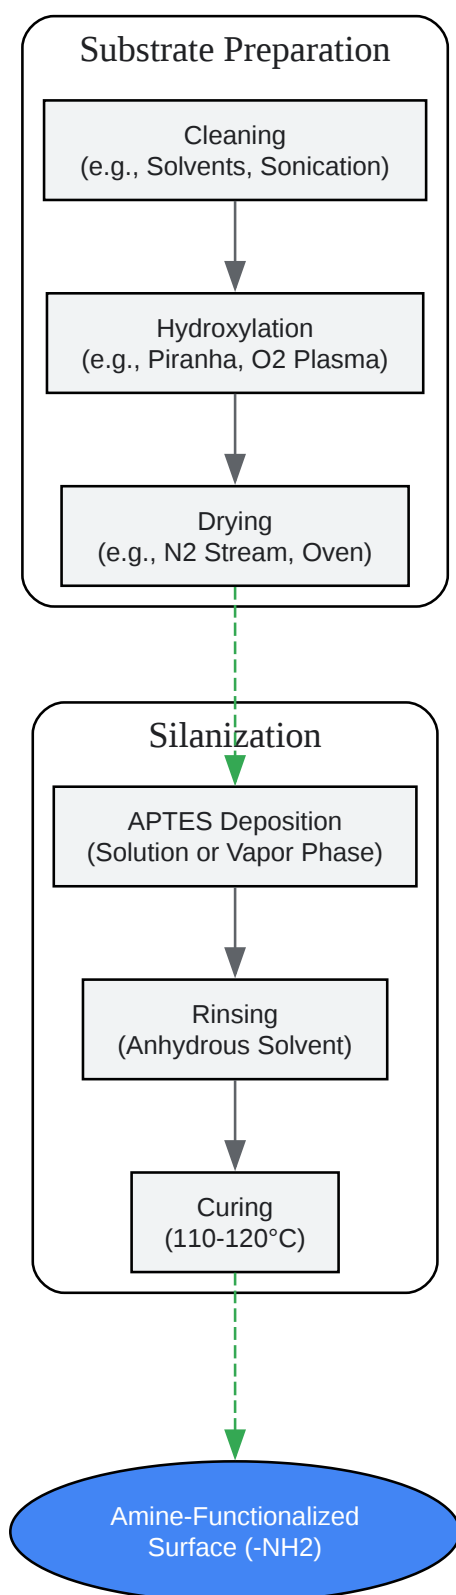 Substrate Preparation
Cleaning
(e.g., Solvents, Sonication)
Hydroxylation
(e.g., Piranha, O2 Plasma)
Drying
(e.g., N2 Stream, Oven)
Silanization
APTES Deposition
(Solution or Vapor Phase)
Rinsing
(Anhydrous Solvent)
Curing
(110-120°C)
Amine-Functionalized
Surface (-NH2)